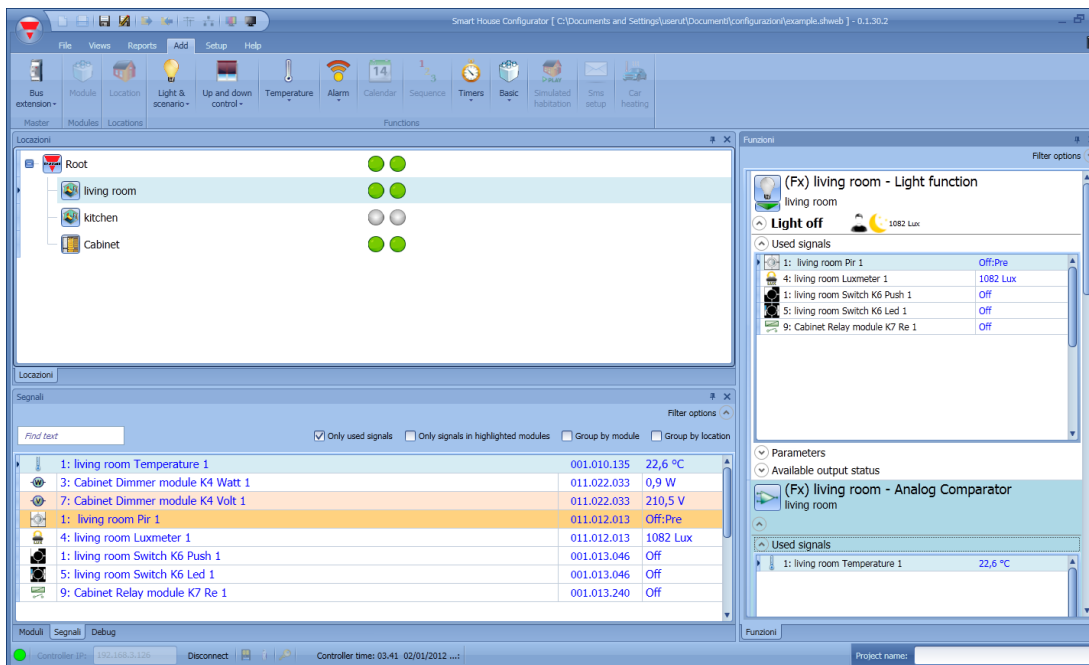 Smart House Configurator [ C:\Documents and Settings\userut\Documenti\configurazioni\example.shweb ] - 0.1.30.2
File Views Reports Add Setup Help
Bus extension Module Location Light & scenario Up and down control Temperature Alarm 14 Calendar Sequence Timers Basic Simulated habitation Sms setup Car heating
Master Modules Locations Functions
Locazioni
Root
living room
kitchen
Cabinet
Locazioni
Segnali
Filter options
Find text Only used signals Only signals in highlighted modules Group by module Group by location
1: living room Temperature 1 001.010.135 22,6 °C
W 3: Cabinet Dimmer module K4 Watt 1 011.022.033 0,9 W
V 7: Cabinet Dimmer module K4 Volt 1 011.022.033 210,5 V
1: living room Pir 1 011.012.013 Off:Pre
4: living room Luxmeter 1 011.012.013 1082 Lux
1: living room Switch K6 Push 1 001.013.046 Off
5: living room Switch K6 Led 1 001.013.046 Off
9: Cabinet Relay module K7 Re 1 001.013.240 Off
Moduli Segnali Debug
Funzioni
Filter options
(Fx) living room - Light function
living room
Light off 1082 Lux
Used signals
1: living room Pir 1 Off:Pre
4: living room Luxmeter 1 1082 Lux
1: living room Switch K6 Push 1 Off
5: living room Switch K6 Led 1 Off
9: Cabinet Relay module K7 Re 1 Off
Parameters
Available output status
(Fx) living room - Analog Comparator
living room
Used signals
1: living room Temperature 1 22,6 °C
Funzioni
Controller IP: 192.168.3.126 Disconnect Controller time: 03.41 02/01/2012 ...: Project name: